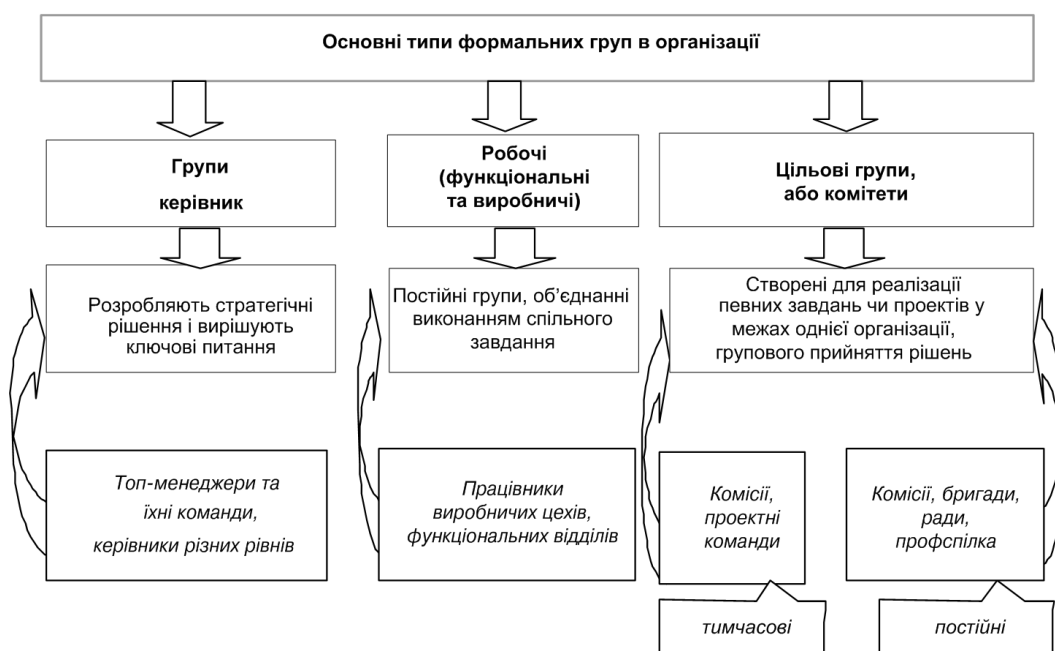 Основні типи формальних груп в організації
Групи
керівник
Робочі
(функціональні
та виробничі)
Цільові групи,
або комітети
Розробляють стратегічні
рішення і вирішують
ключові питання
Постійні групи, об’єднанні
виконанням спільного
завдання
Створені для реалізації
певних завдань чи проектів у
межах однієї організації,
групового прийняття рішень
Топ-менеджери та
їхні команди,
керівники різних рівнів
Працівники
виробничих цехів,
функціональних відділів
Комісії,
проектні
команди
Комісії, бригади,
ради,
профспілка
тимчасові
постійні